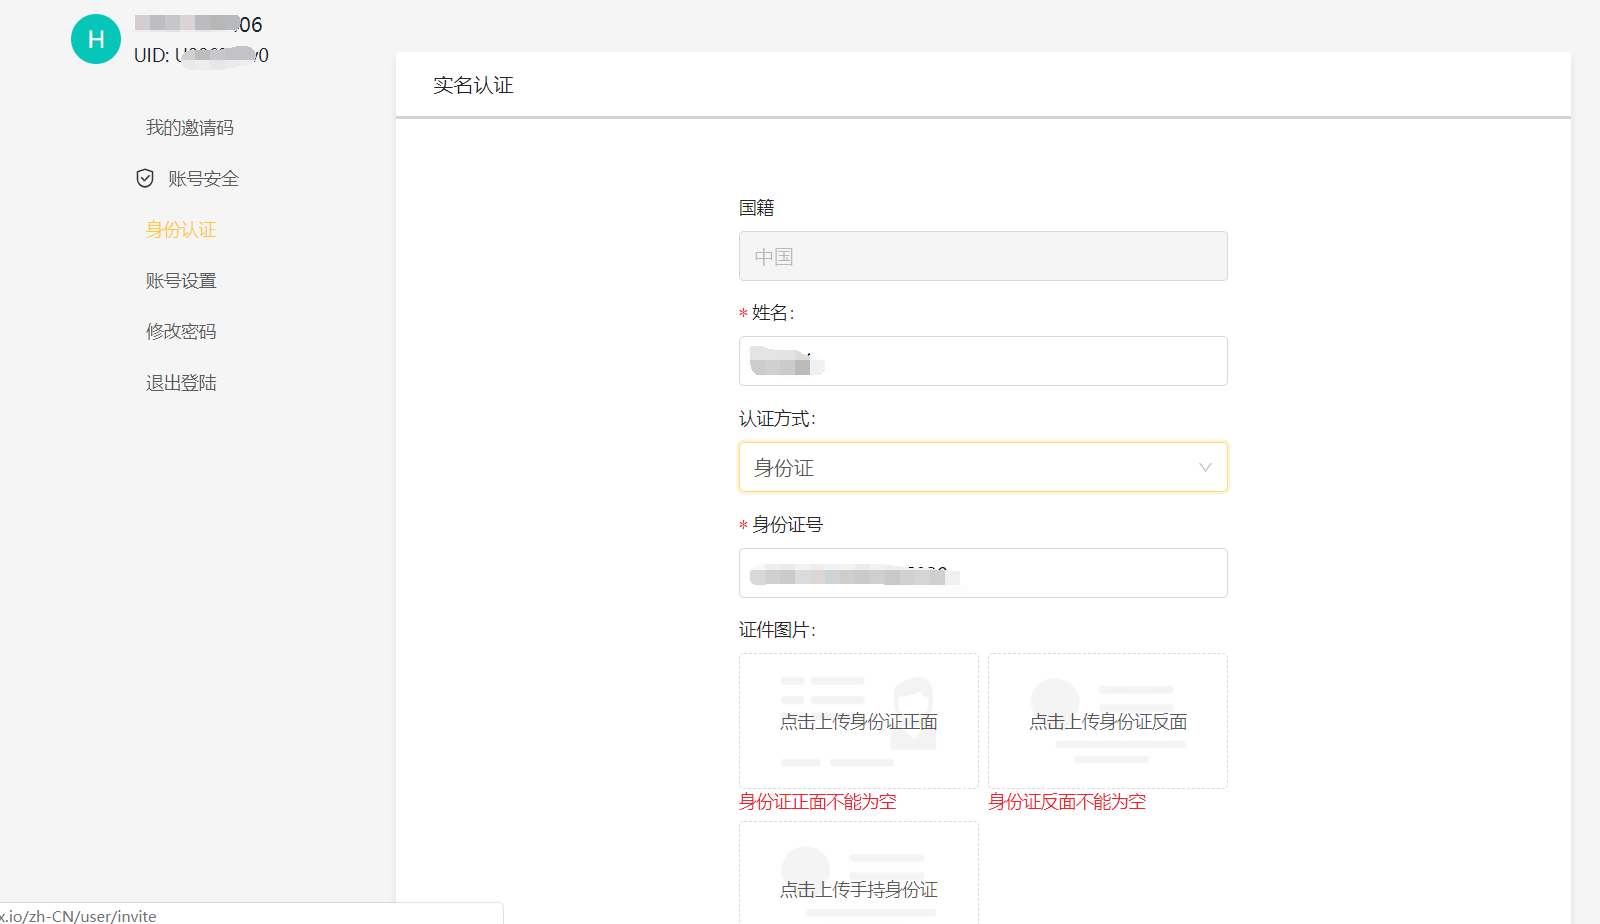 H
06
UID: U
0
我的邀请码
账号安全
身份认证
账号设置
修改密码
退出登陆
实名认证
国籍
中国
* 姓名:
认证方式:
身份证
* 身份证号
证件图片:
点击上传身份证正面
点击上传身份证反面
身份证正面不能为空
身份证反面不能为空
点击上传手持身份证
x.io/zh-CN/user/invite